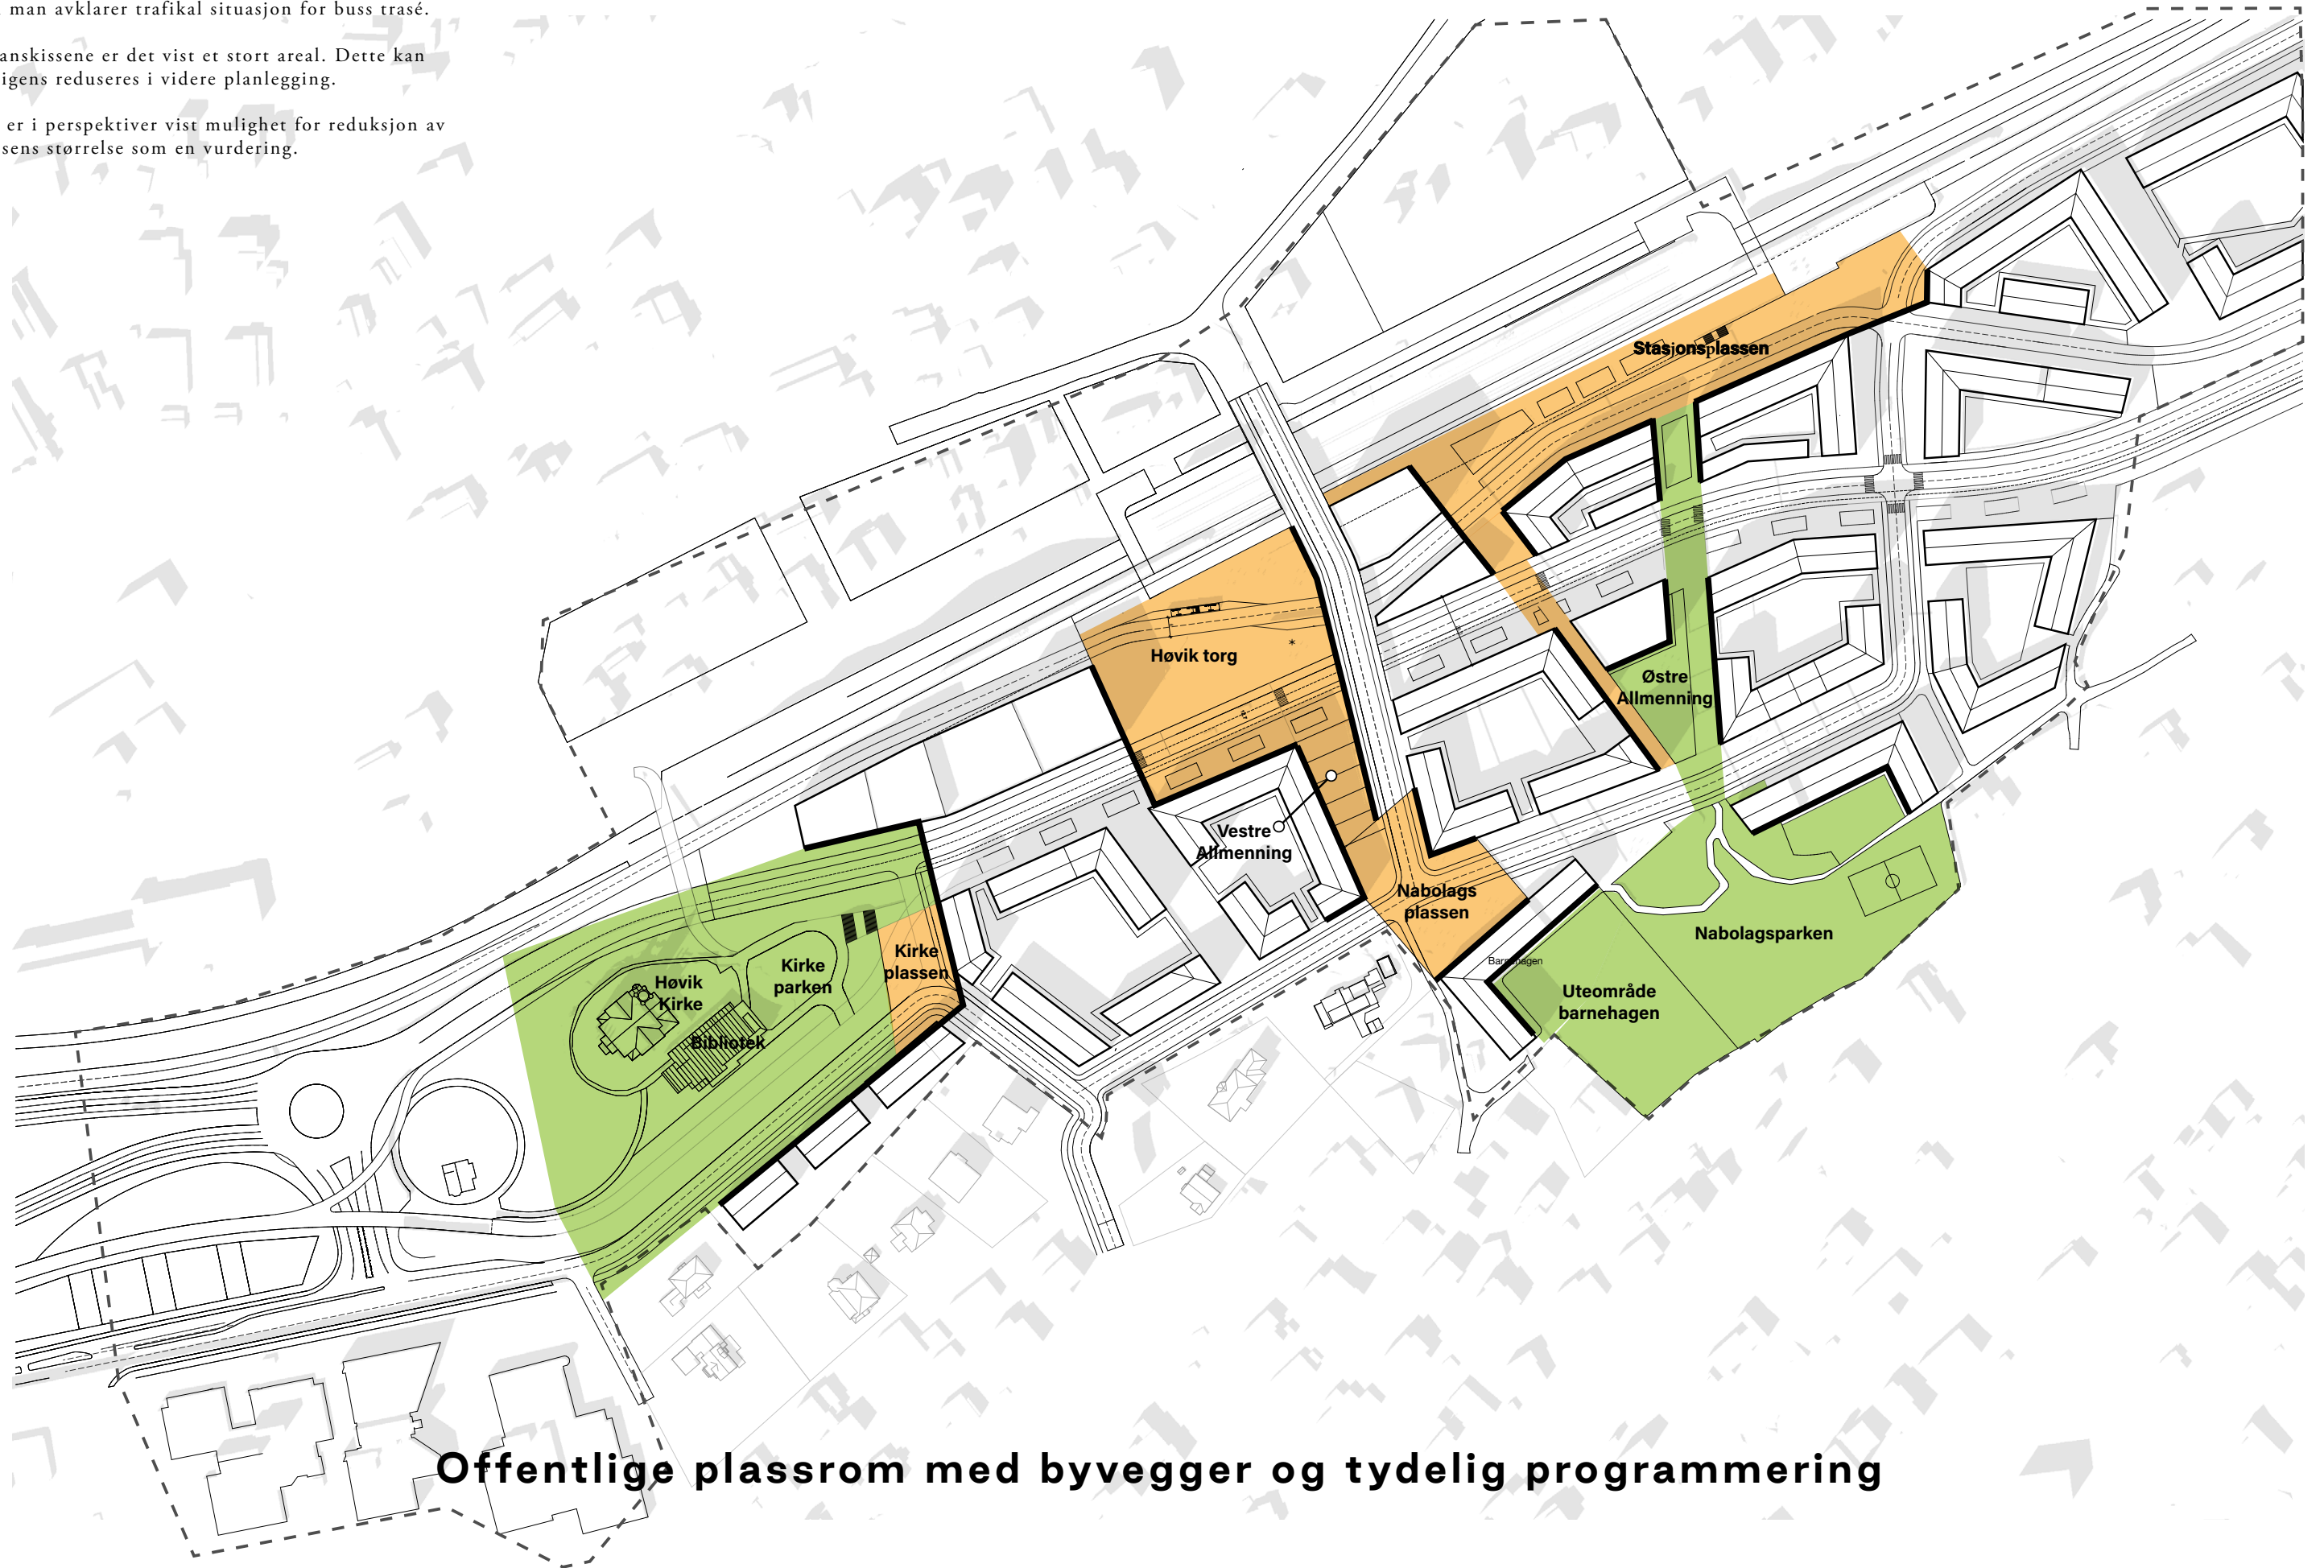 man avklarer trafikal situasjon for buss trasé.
anskissene er det vist et stort areal. Dette kan
igens reduseres i videre planlegging.
er i perspektiver vist mulighet for reduksjon av
sens størrelse som en vurdering.
Stasjonsplassen
Høvik torg
*
Østre
Allmenning
Vestre
Allmenning
Nabolags
plassen
Nabolagsparken
Kirke
plassen
Kirke
parken
Høvik
Kirke
Bibliotek
Barnehagen
Uteområde
barnehagen
Offentlige plassrom med byvegger og tydelig programmering